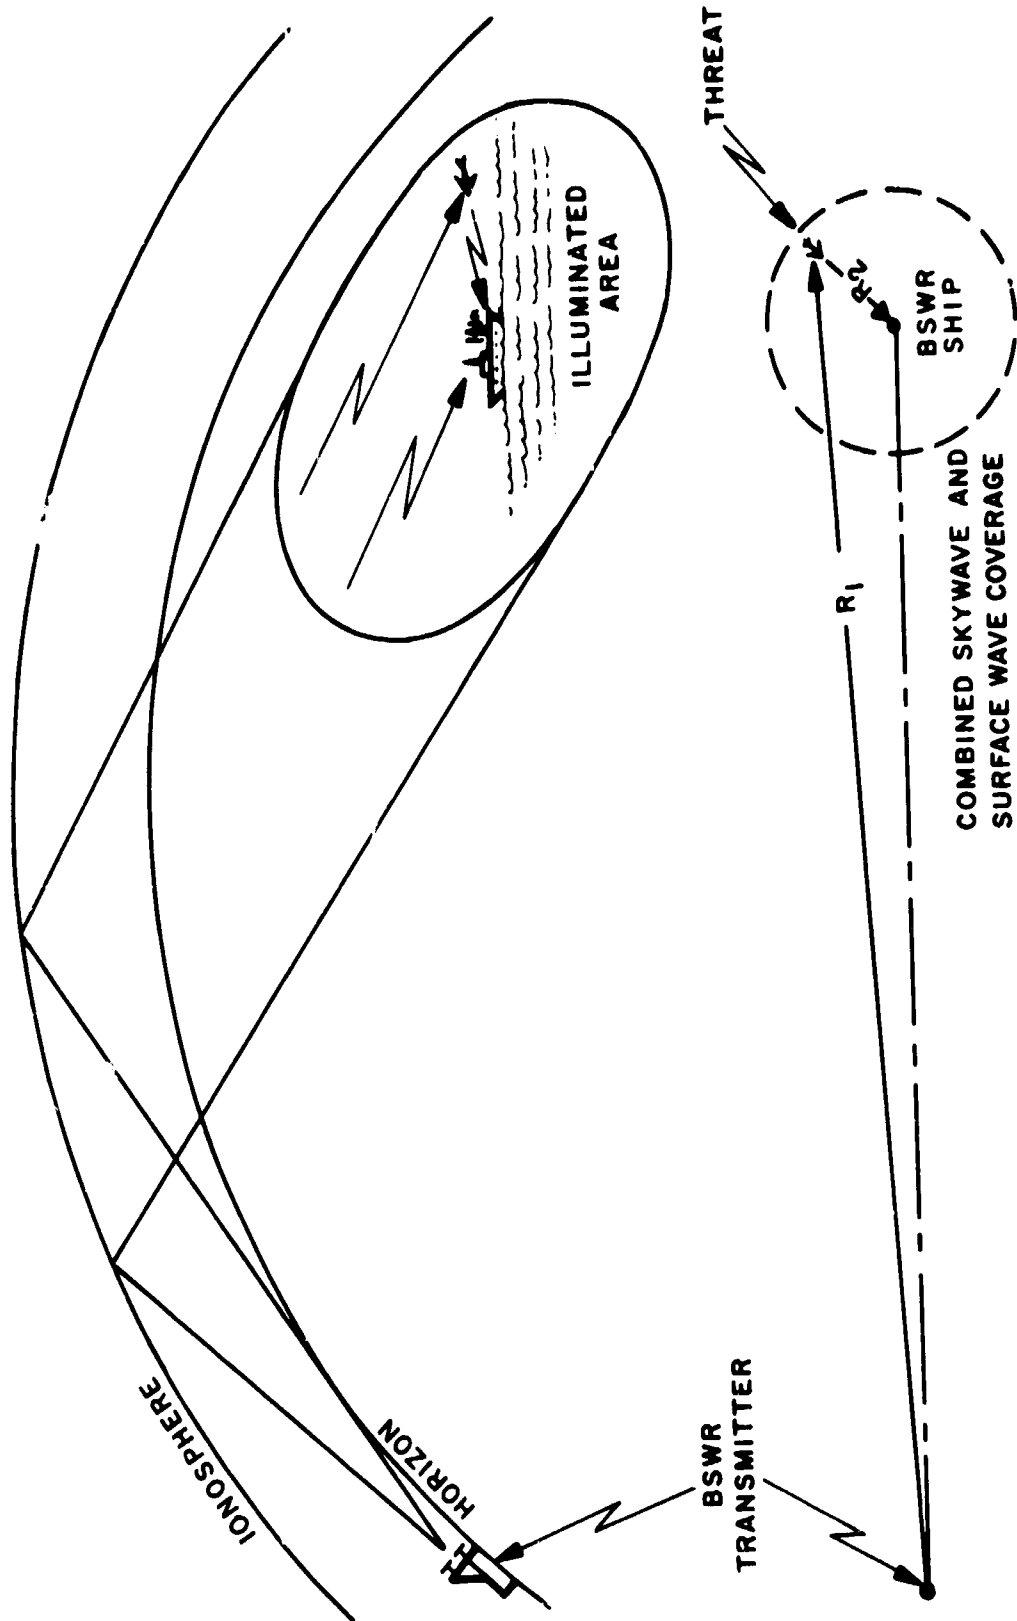 IONOSPHERE
HORIZON
ILLUMINATED
AREA
BSWR
TRANSMITTER
THREAT
R1
R2
BSWR
SHIP
COMBINED SKYWAVE AND
SURFACE WAVE COVERAGE